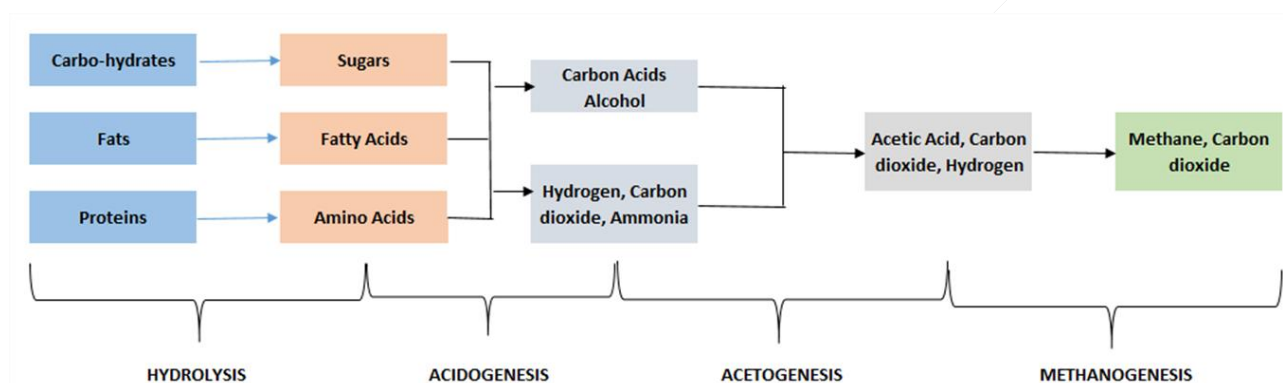 Carbo-hydrates
Sugars
Carbon Acids
Alcohol
Fats
Fatty Acids
Acetic Acid, Carbon
dioxide, Hydrogen
Methane, Carbon
dioxide
Proteins
Amino Acids
Hydrogen, Carbon
dioxide, Ammonia
HYDROLYSIS
ACIDOGENESIS
ACETOGENESIS
METHANOGENESIS